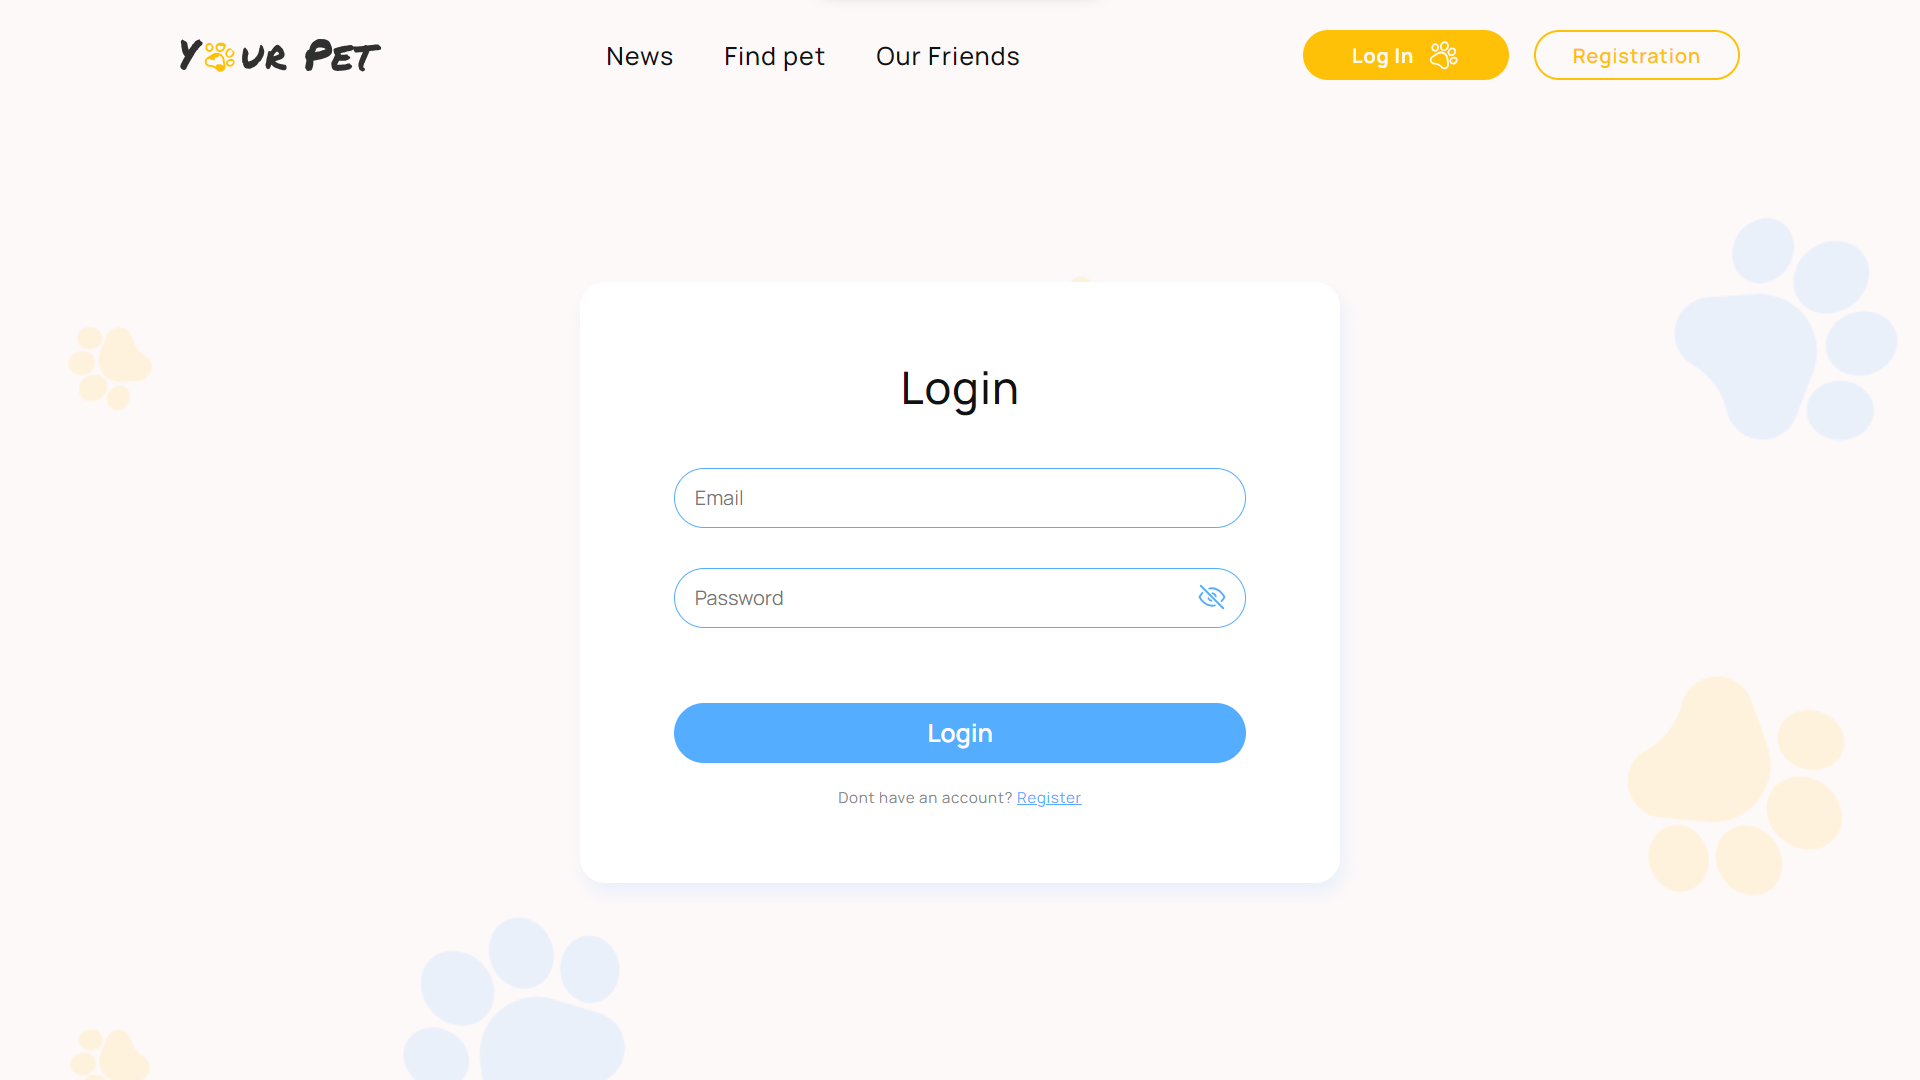 Your Pet
News
Find pet
Our Friends
Log In
Registration
Login
Email
Password
Login
Dont have an account? Register